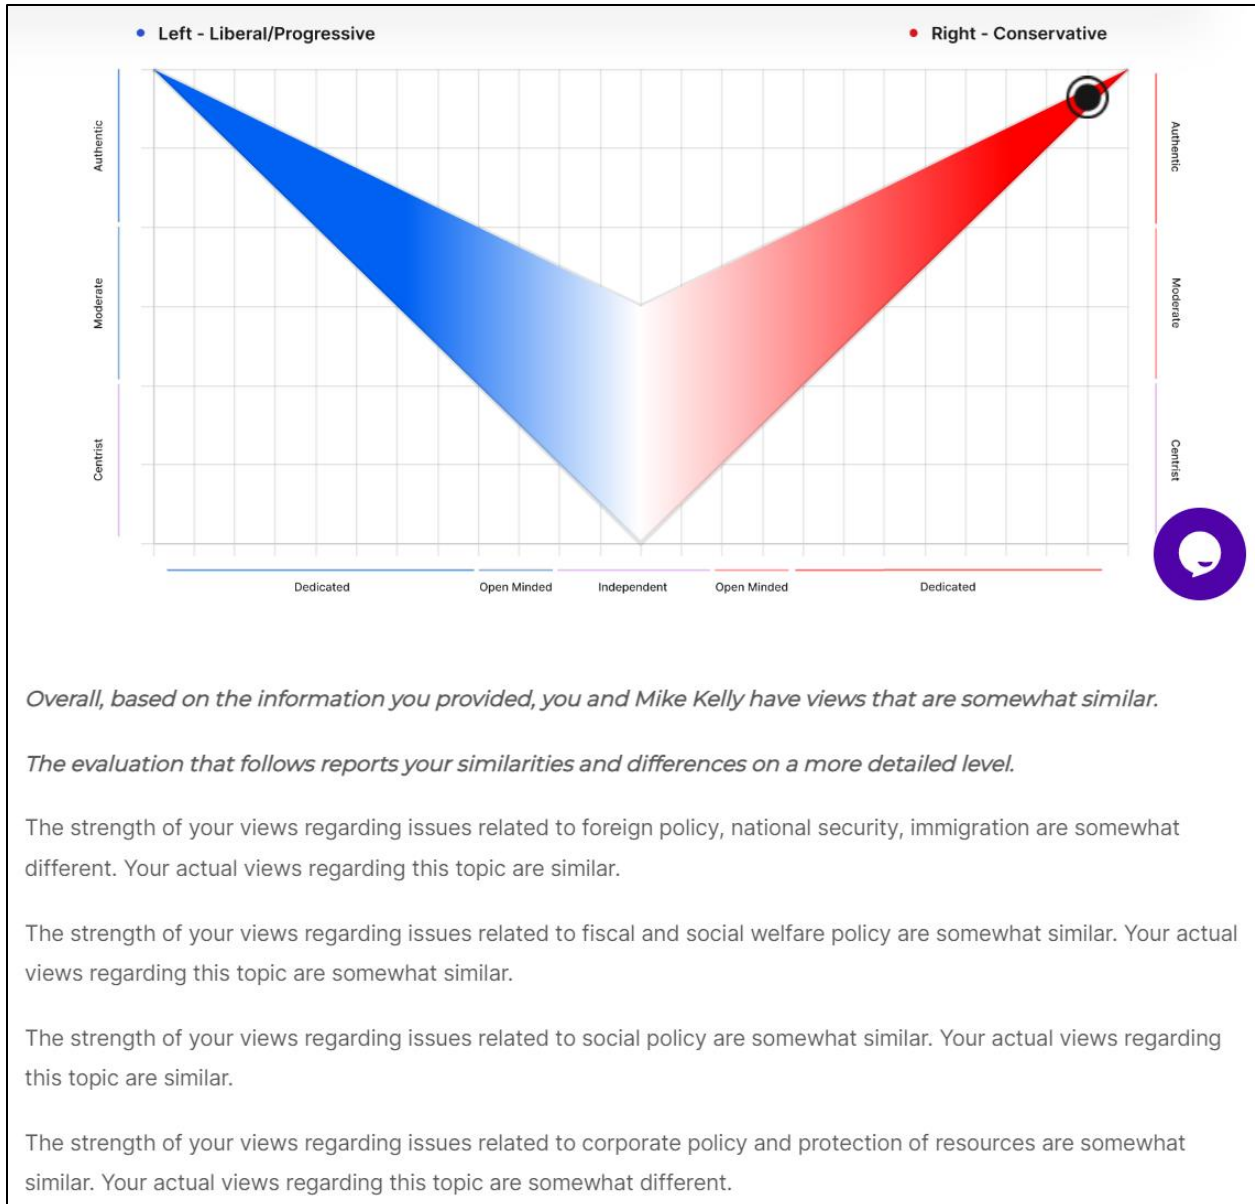 Left - Liberal/Progressive
Right - Conservative
Authentic
Authentic
Moderate
Moderate
Centrist
Centrist
Dedicated
Open Minded
Independent
Open Minded
Dedicated
Overall, based on the information you provided, you and Mike Kelly have views that are somewhat similar.
The evaluation that follows reports your similarities and differences on a more detailed level.
The strength of your views regarding issues related to foreign policy, national security, immigration are somewhat
different. Your actual views regarding this topic are similar.
The strength of your views regarding issues related to fiscal and social welfare policy are somewhat similar. Your actual
views regarding this topic are somewhat similar.
The strength of your views regarding issues related to social policy are somewhat similar. Your actual views regarding
this topic are similar.
The strength of your views regarding issues related to corporate policy and protection of resources are somewhat
similar. Your actual views regarding this topic are somewhat different.